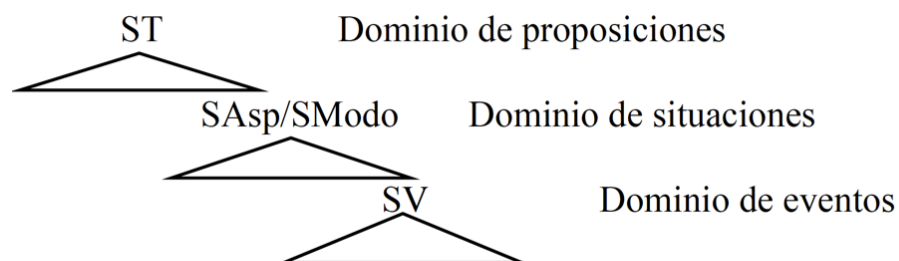 ST Dominio de proposiciones
SAsp/SModo Dominio de situaciones
SV Dominio de eventos